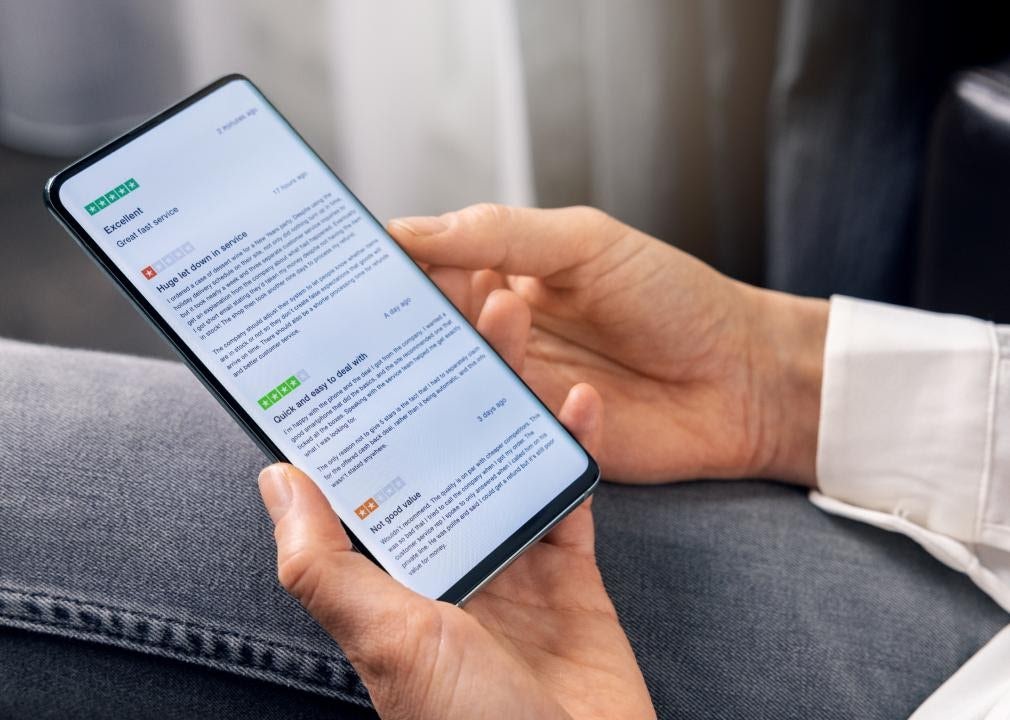 2 minutes ago
Excellent
Great fast service
17 hours ago
Huge let down in service
I ordered a case of dessert wine for a New Years party. Despite using the
holiday delivery schedule on their site, not only did nothing turn up in time,
but it took nearly a week and three separate customer service inquiries to
get an explanation from the company about what had happened, eventually
I got short email stating they'd taken my money despite not having the item
in stock! The shop then took another nine days to process my refund.
The company should adjust their system to let people know whether items
are in stock or not so they don't create false expectations that goods will
arrive on time. There should also be a shorter processing time for refunds
and better customer service.
A day ago
Quick and easy to deal with
I'm happy with the phone and the deal I got from the company. I wanted a
good smartphone that did the basics, and the site recommended one that
ticked all the boxes. Speaking with the service team helped me get exactly
what I was looking for.
The only reason not to give 5 stars is the fact that I had to separately claim
for the offered cash back deal, rather than it being automatic, and this only
wasn't stated anywhere.
3 days ago
Not good value
Wouldn't recommend. The quality is on par with cheaper competitors. This
was so bad that I tried to call the company when I got my order. The
customer service rep I spoke to only answered when I called him on his
private line. He was polite and said I could get a refund but it's still poor
value for money.